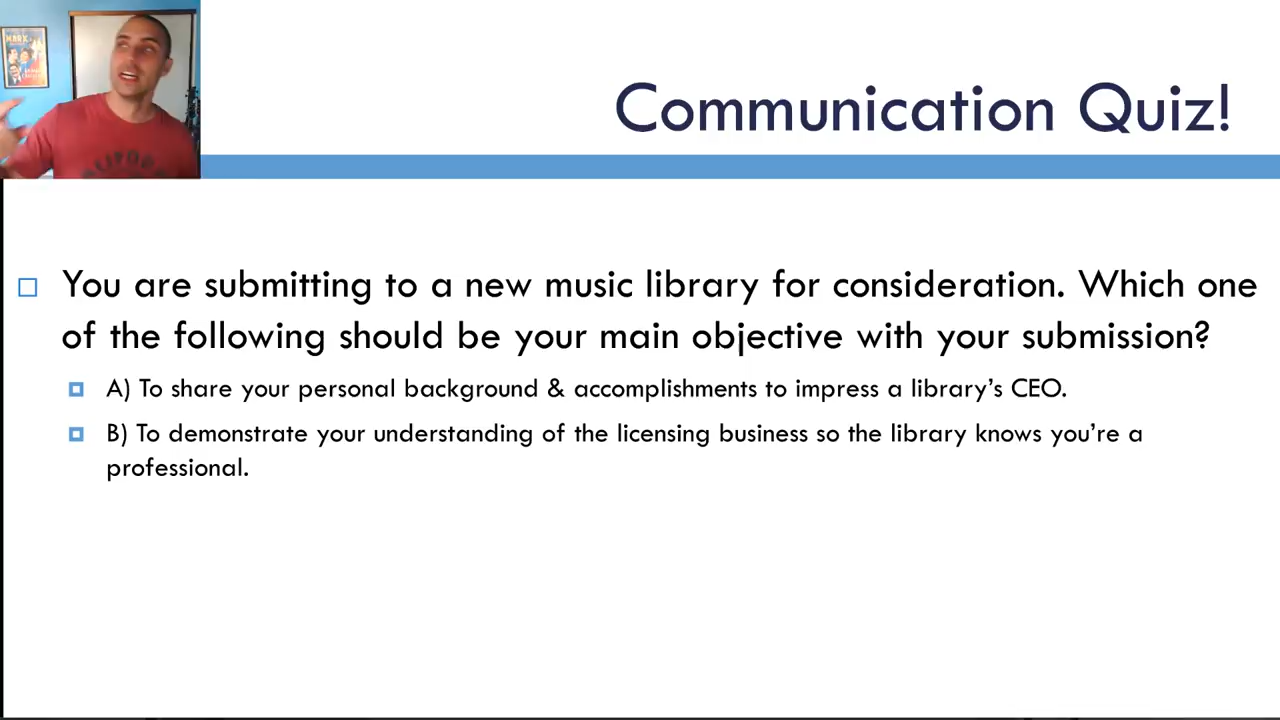 Communication Quiz!
You are submitting to a new music library for consideration. Which one
of the following should be your main objective with your submission?
A) To share your personal background & accomplishments to impress a library's CEO.
B) To demonstrate your understanding of the licensing business so the library knows you're a
professional.